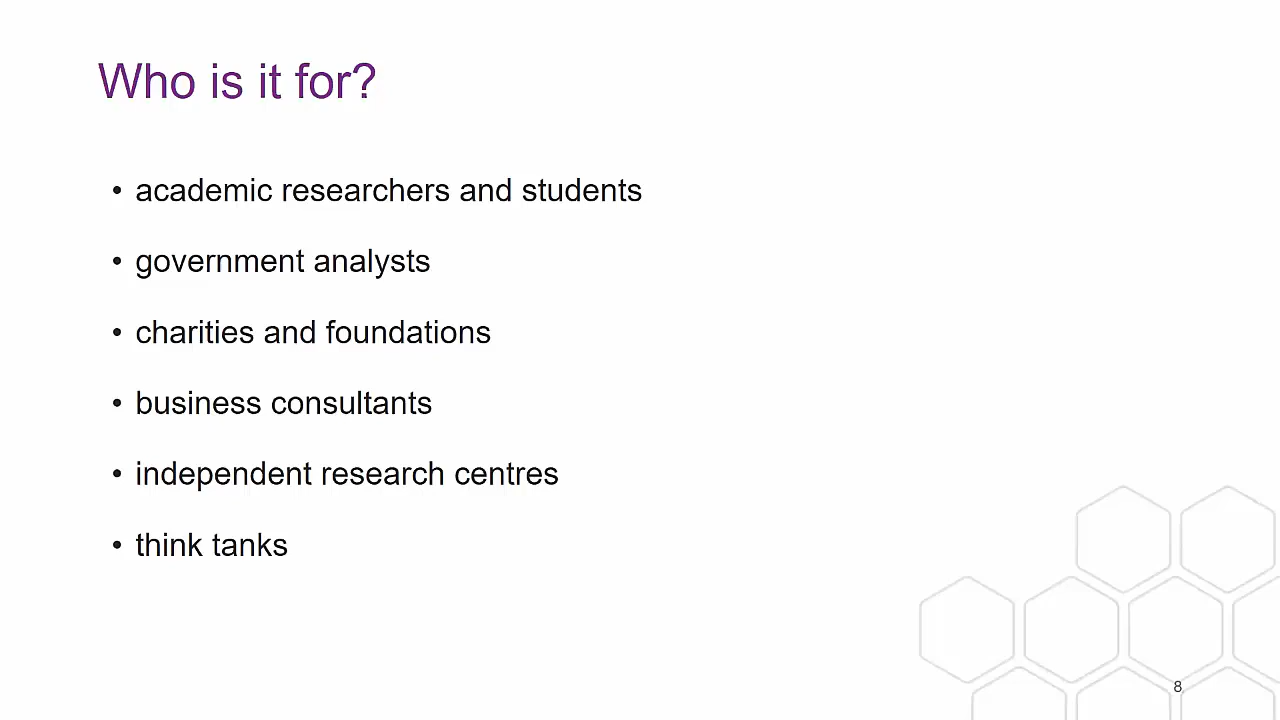 Who is it for?
• academic researchers and students
• government analysts
• charities and foundations
• business consultants
• independent research centres
• think tanks
8